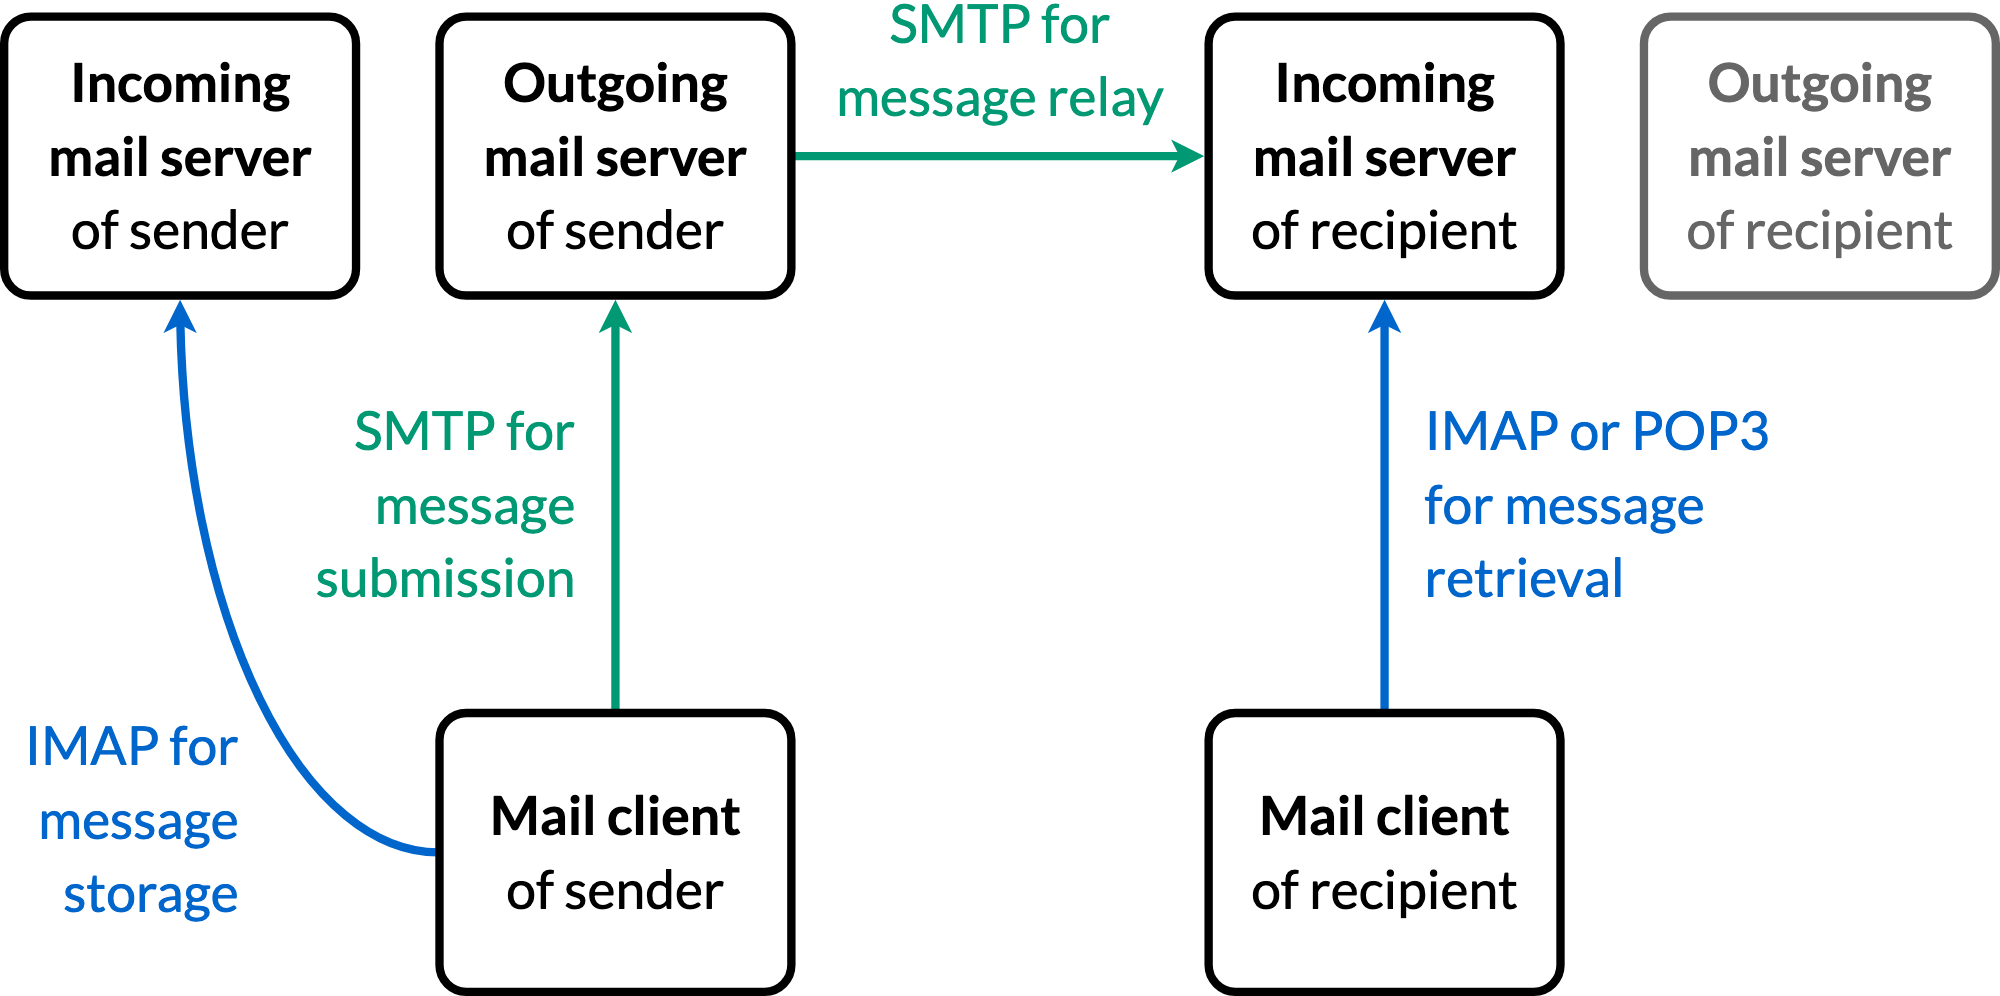 Incoming
mail server
of sender
Outgoing
mail server
of sender
SMTP for
message relay
Incoming
mail server
of recipient
Outgoing
mail server
of recipient
SMTP for
message
submission
IMAP or POP3
for message
retrieval
IMAP for
message
storage
Mail client
of sender
Mail client
of recipient